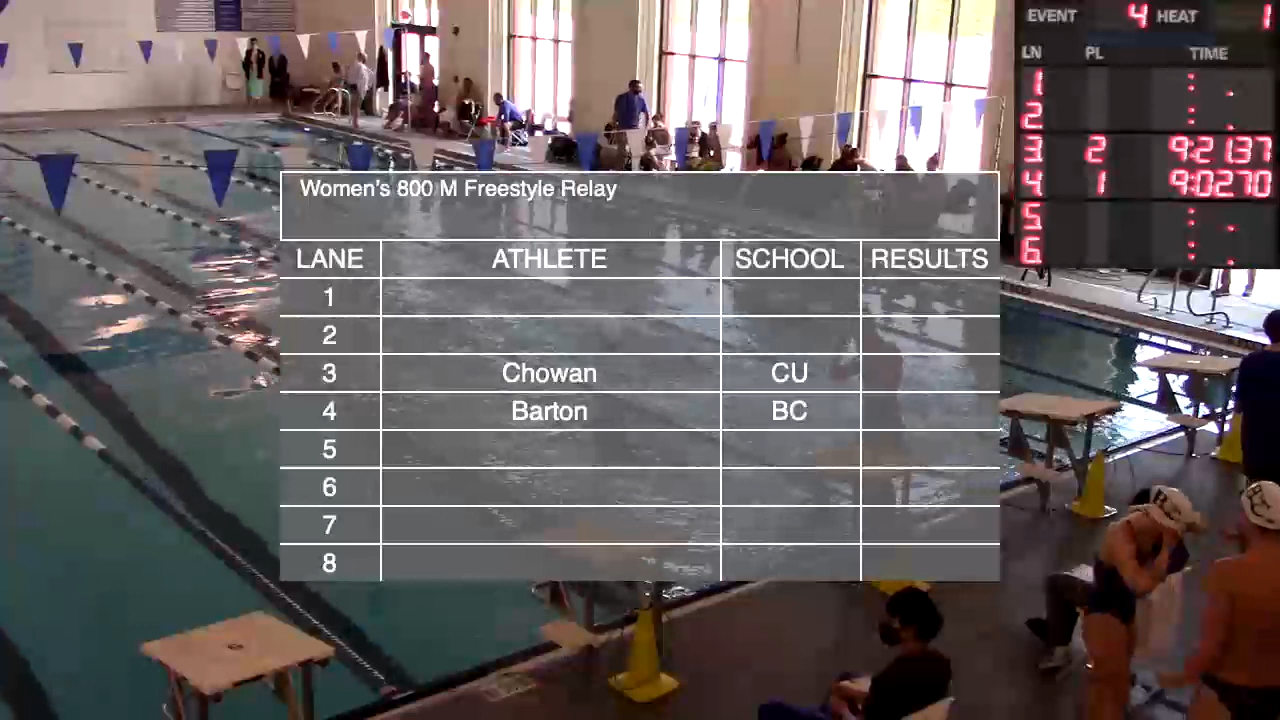 EVENT 4 HEAT 1
LN PL TIME
1 : .
2 : .
3 2 9:21.37
4 1 9:02.70
5 : .
6 : .
Women's 800 M Freestyle Relay
LANE ATHLETE SCHOOL RESULTS
1
2
3 Chowan CU
4 Barton BC
5
6
7
8
BC